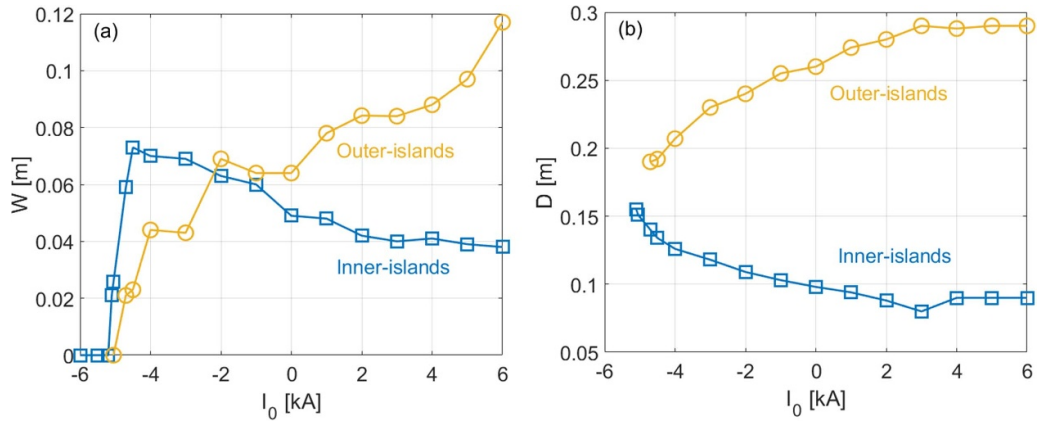 (a)
0.12
0.1
0.08
0.06
0.04
0.02
0
W [m]
Outer-islands
Inner-islands
-6 -4 -2 0 2 4 6
I0 [kA]
(b)
0.3
0.25
0.2
0.15
0.1
0.05
D [m]
Outer-islands
Inner-islands
-6 -4 -2 0 2 4 6
I0 [kA]